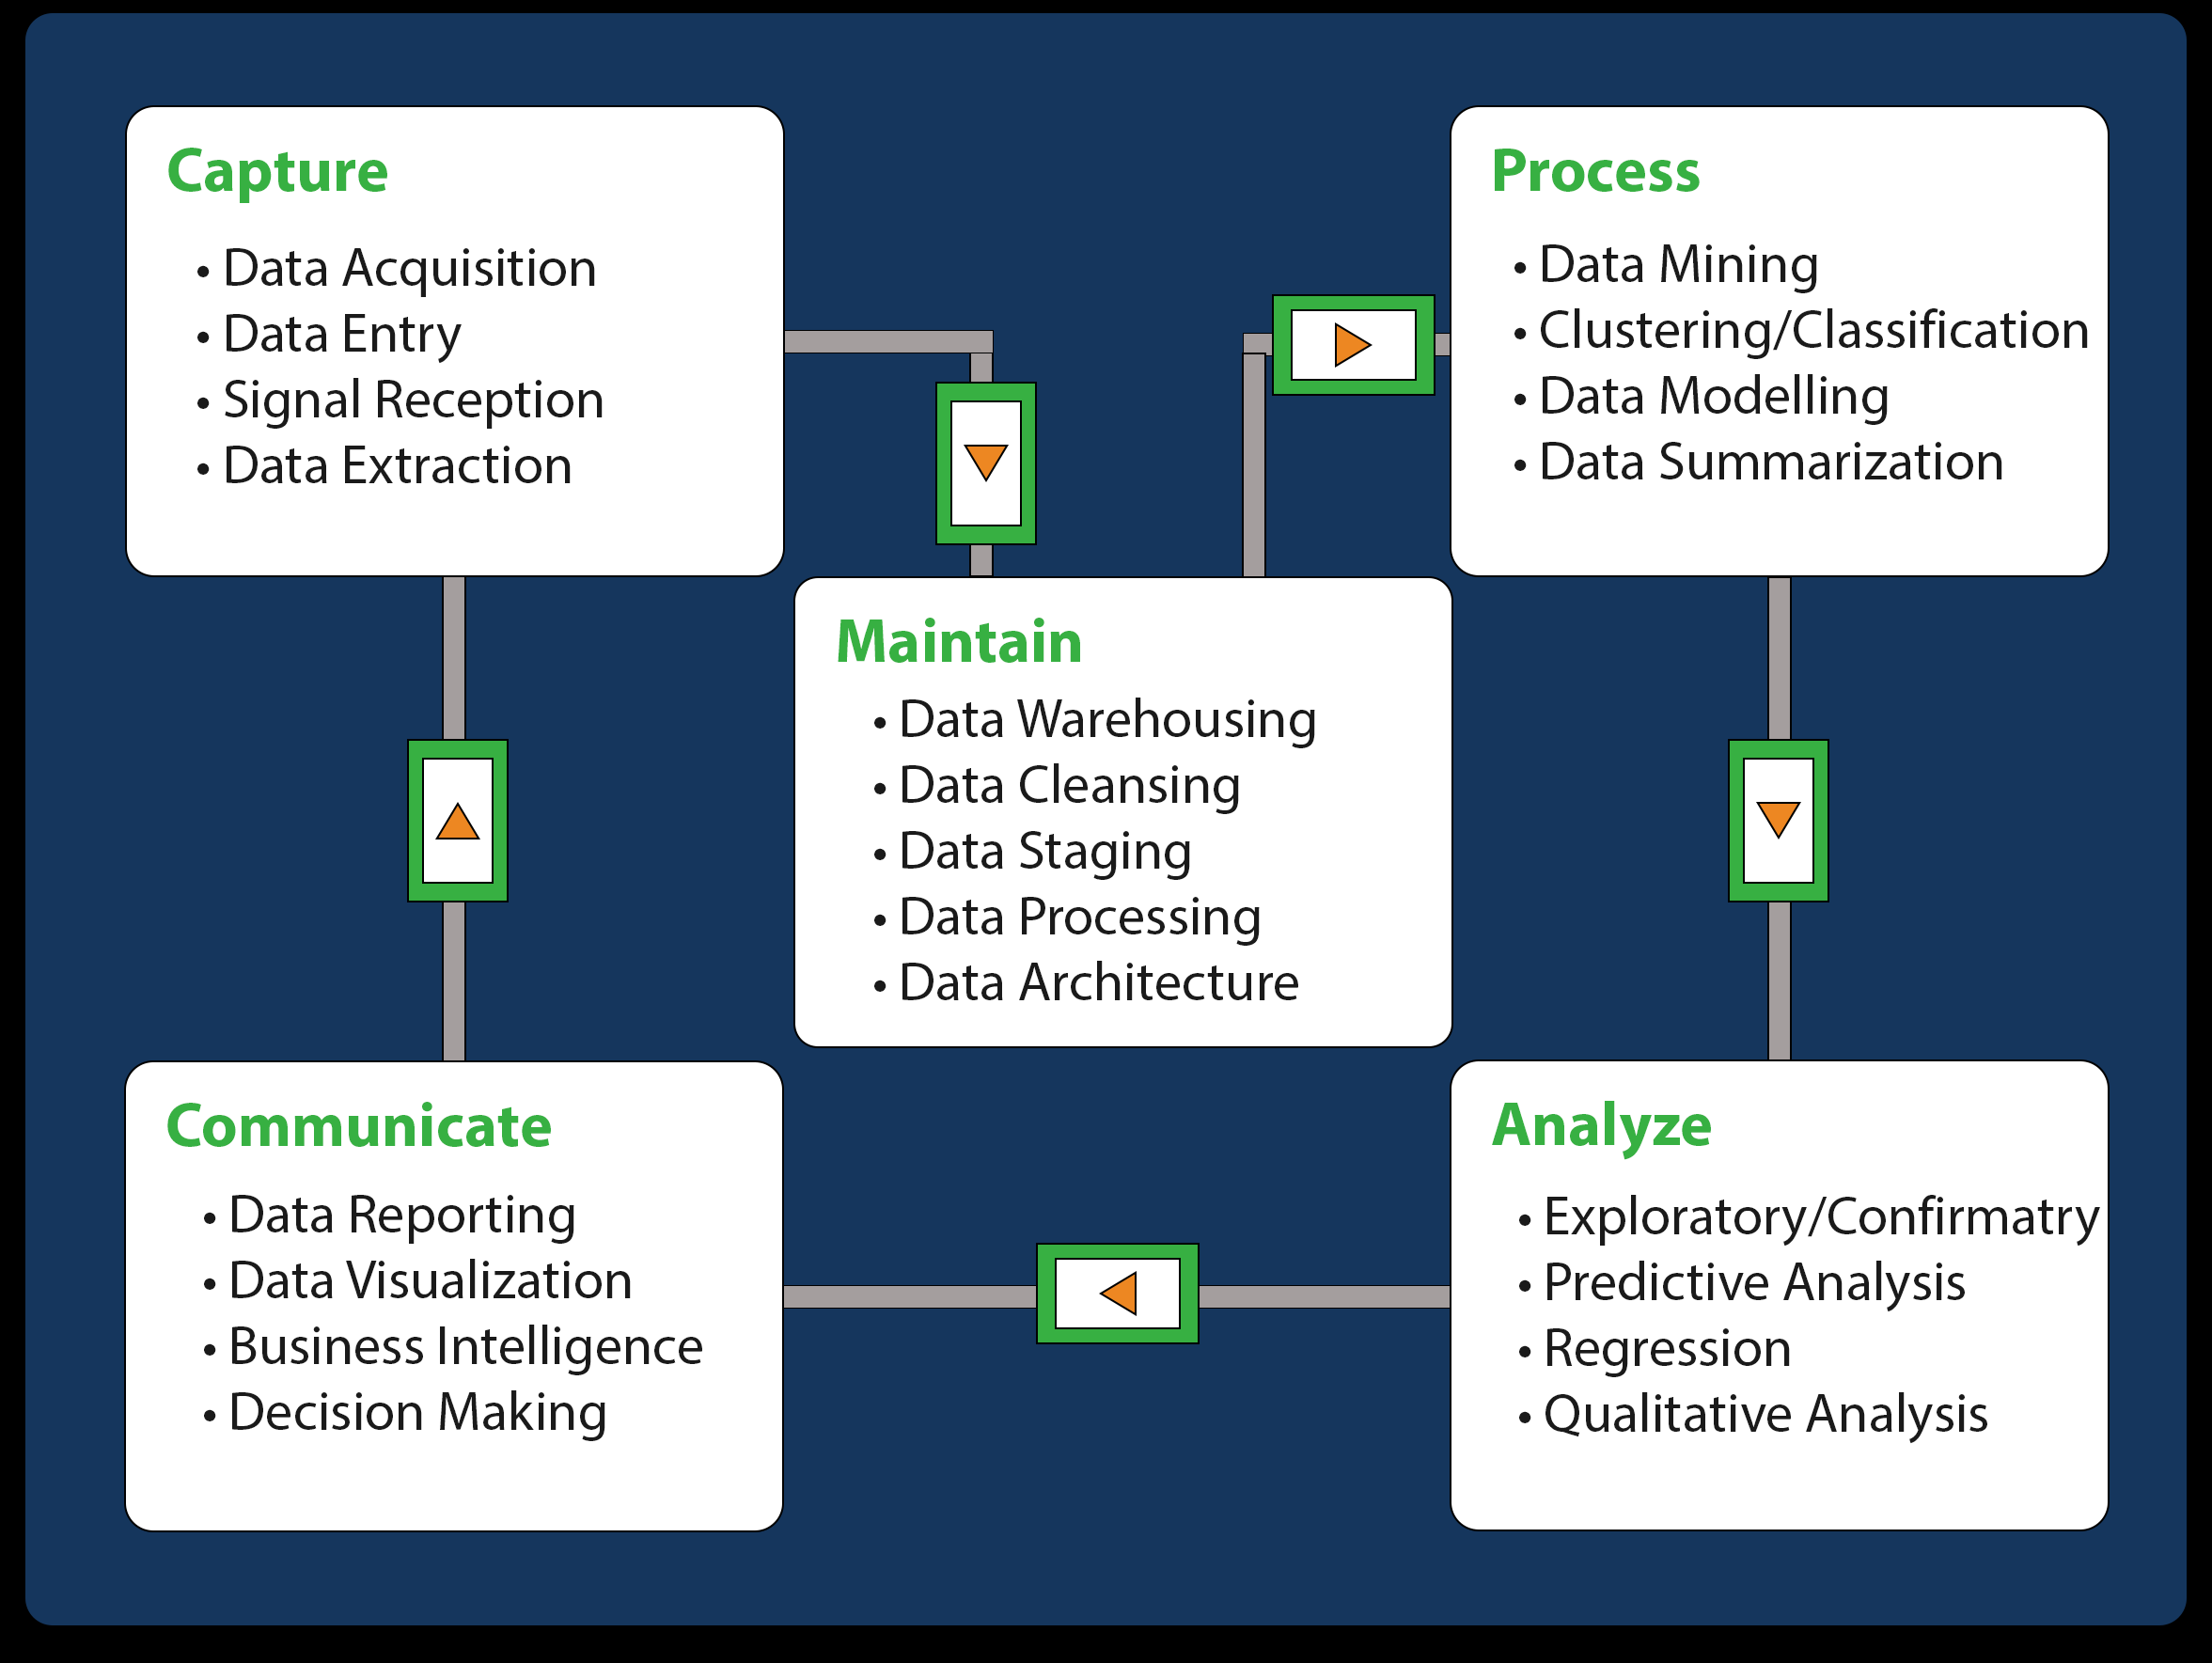 Capture
• Data Acquisition
• Data Entry
• Signal Reception
• Data Extraction
Process
• Data Mining
• Clustering/Classification
• Data Modelling
• Data Summarization
Maintain
• Data Warehousing
• Data Cleansing
• Data Staging
• Data Processing
• Data Architecture
Communicate
• Data Reporting
• Data Visualization
• Business Intelligence
• Decision Making
Analyze
• Exploratory/Confirmatry
• Predictive Analysis
• Regression
• Qualitative Analysis